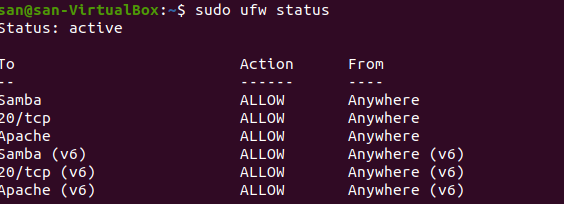 san@san-VirtualBox:~$ sudo ufw status
Status: active
To Action From
-- ------ ----
Samba ALLOW Anywhere
20/tcp ALLOW Anywhere
Apache ALLOW Anywhere
Samba (v6) ALLOW Anywhere (v6)
20/tcp (v6) ALLOW Anywhere (v6)
Apache (v6) ALLOW Anywhere (v6)